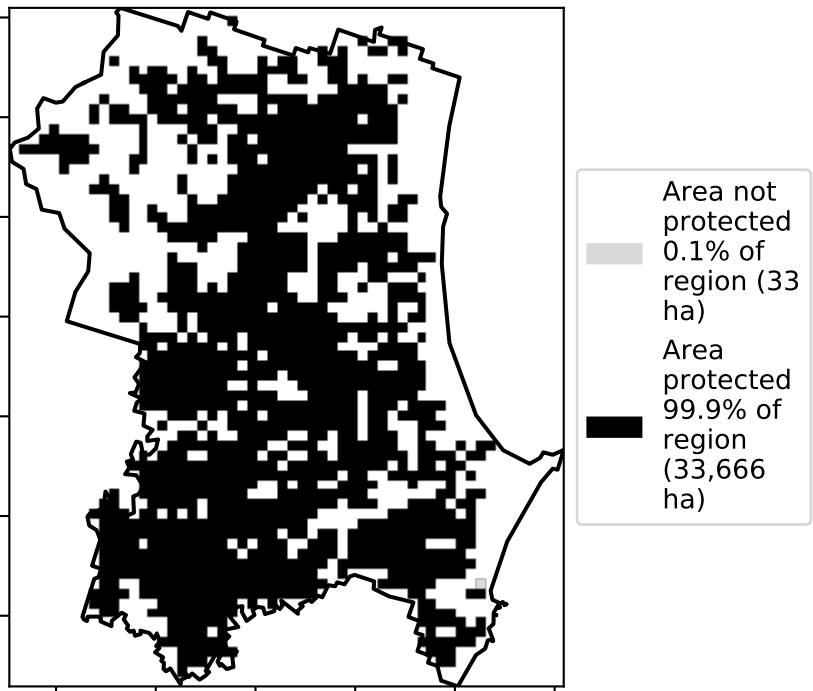 Area not
protected
0.1% of
region (33
ha)
Area
protected
99.9% of
region
(33,666
ha)